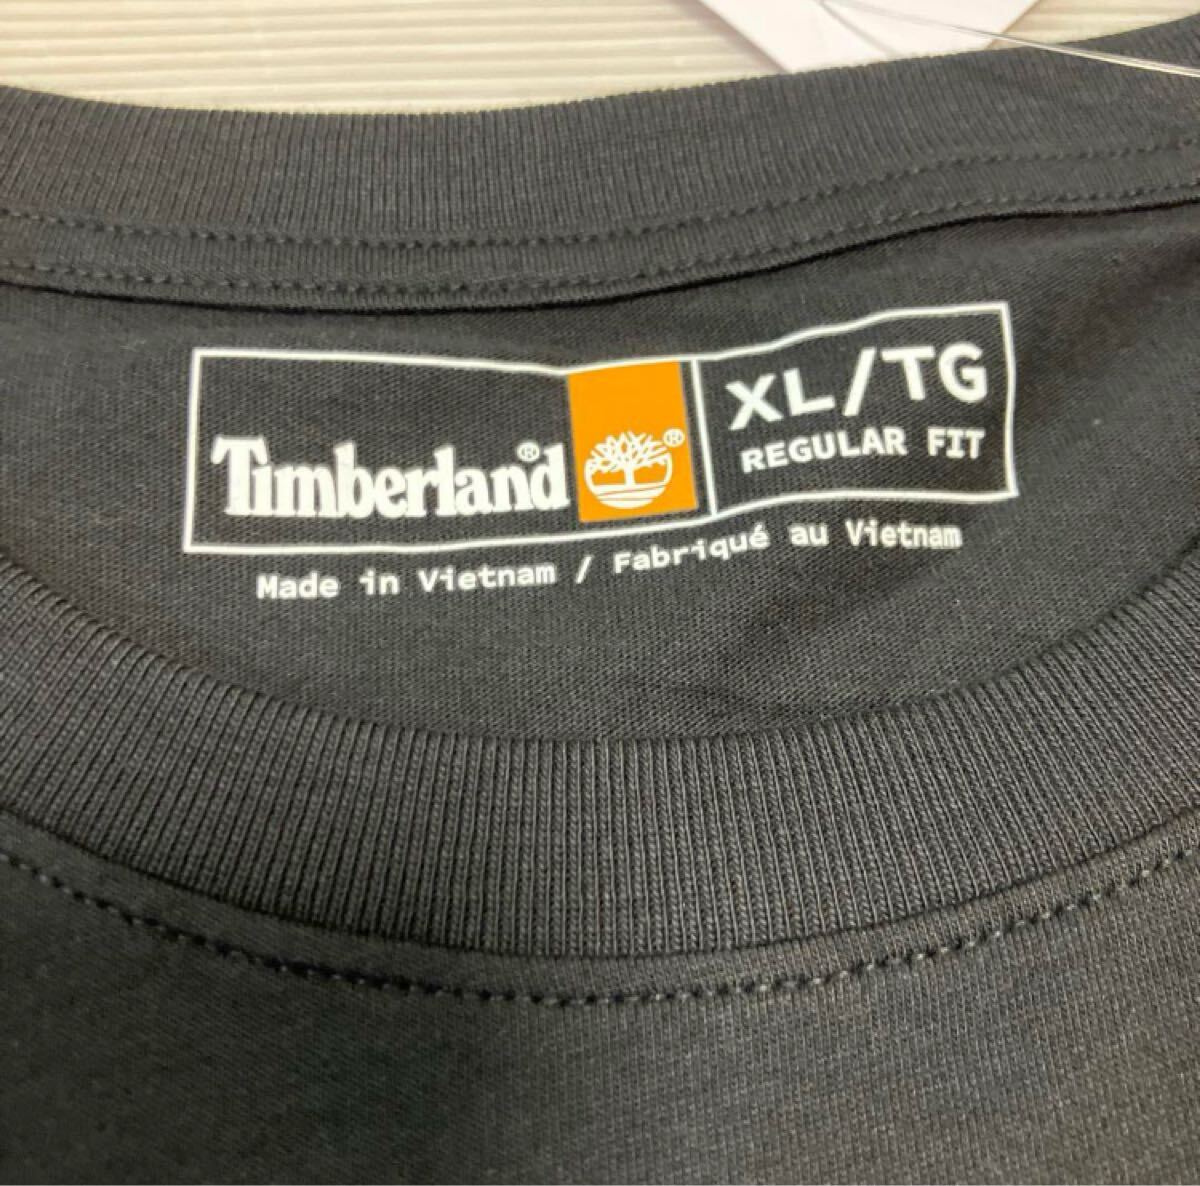 Timberland®
®
XL/TG
REGULAR FIT
Made in Vietnam / Fabriqué au Vietnam